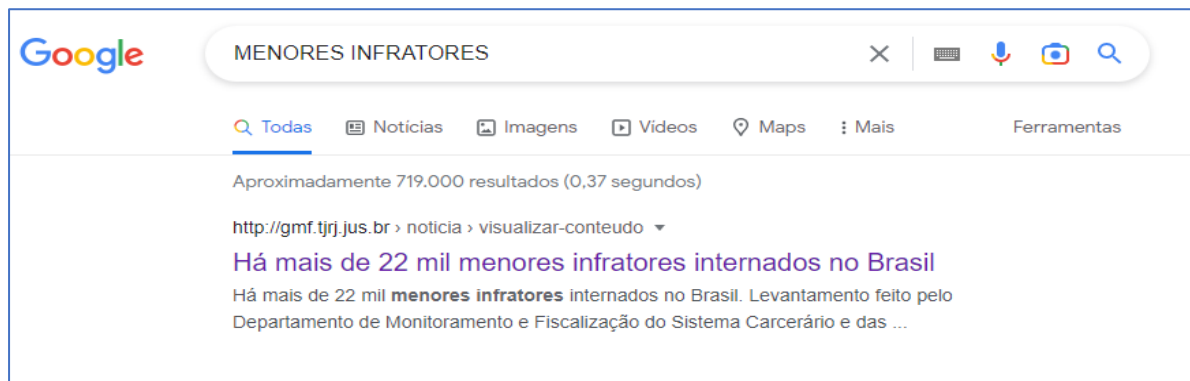 Google MENORES INFRATORES
Todas Notícias Imagens Vídeos Maps Mais Ferramentas
Aproximadamente 719.000 resultados (0,37 segundos)
http://gmf.tjrj.jus.br › noticia › visualizar-conteudo
Há mais de 22 mil menores infratores internados no Brasil
Há mais de 22 mil menores infratores internados no Brasil. Levantamento feito pelo
Departamento de Monitoramento e Fiscalização do Sistema Carcerário e das ...